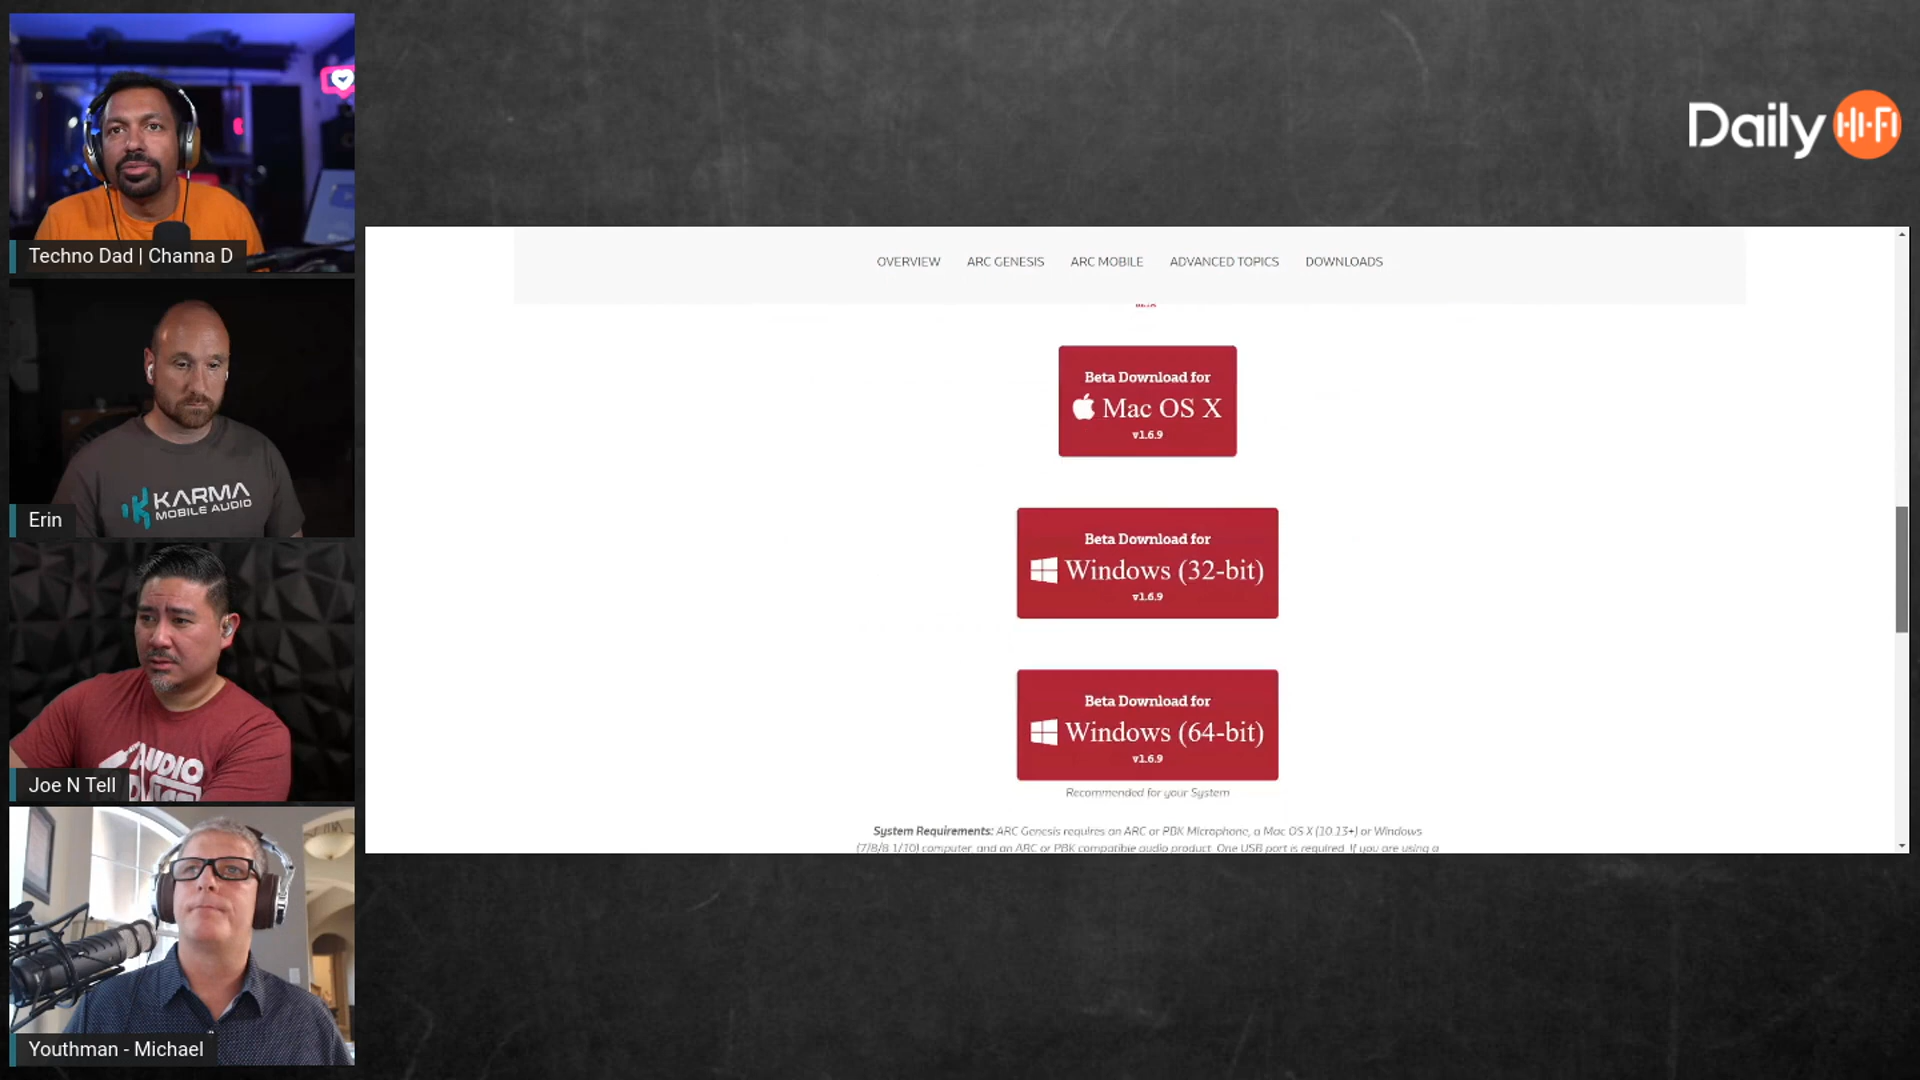 Techno Dad | Channa D
KARMA
MOBILE AUDIO
Erin
AUDIO
Joe N Tell
Youthman - Michael
Daily HI-FI
OVERVIEW ARC GENESIS ARC MOBILE ADVANCED TOPICS DOWNLOADS
Beta Download for
Mac OS X
v1.6.9
Beta Download for
Windows (32-bit)
v1.6.9
Beta Download for
Windows (64-bit)
v1.6.9
Recommended for your System
System Requirements: ARC Genesis requires an ARC or PBK Microphone, a Mac OS X (10.13+) or Windows
(7/8/8.1/10) computer, and an ARC or PBK compatible audio product. One USB port is required. If you are using a